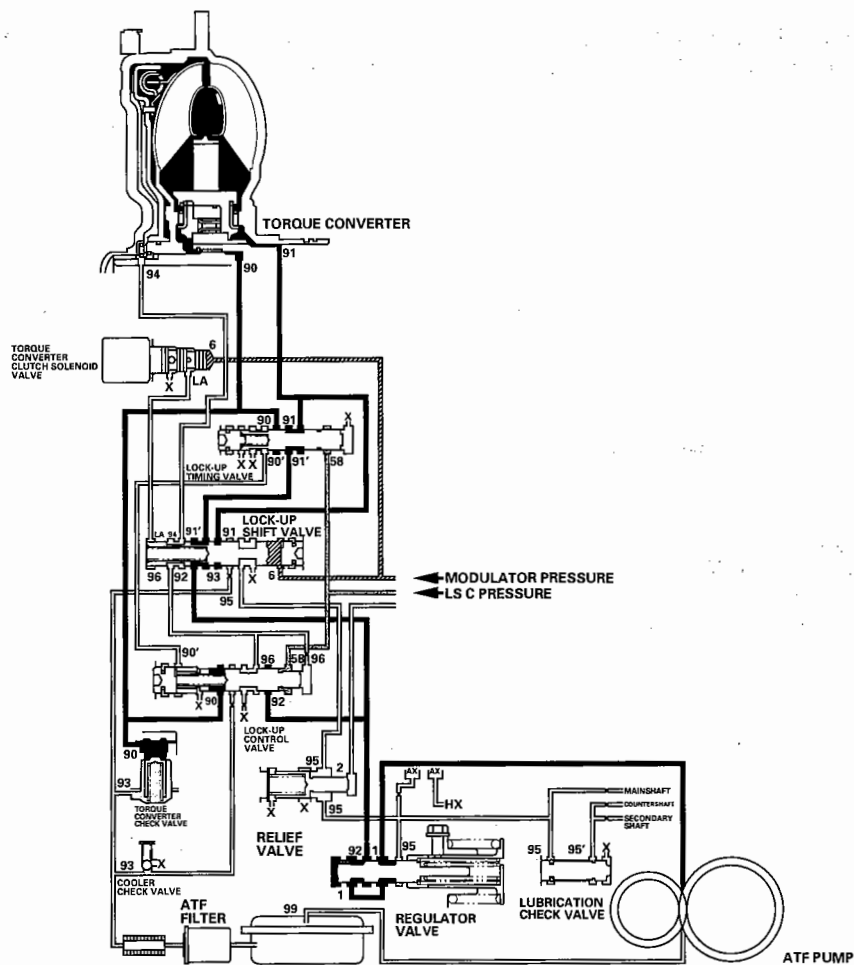 TORQUE CONVERTER
91
90
94
TORQUE
CONVERTER
CLUTCH SOLENOID
VALVE
6
X
LA
90 91 X
X X 90' 91' 58
LOCK-UP
TIMING VALVE
LOCK-UP
SHIFT VALVE
LA 94 91' 91
96 92 93 X 6
95
MODULATOR PRESSURE
LS C PRESSURE
90' 96 58 96
X 90 X 92
LOCK-UP
CONTROL
VALVE
90
93
TORQUE
CONVERTER
CHECK VALVE
95 2
X X 95
RELIEF
VALVE
AX AX
HX
MAINSHAFT
COUNTERSHAFT
SECONDARY
SHAFT
93 X
COOLER
CHECK VALVE
92 1 95
1
REGULATOR
VALVE
95 95' X
LUBRICATION
CHECK VALVE
ATF
FILTER
99
ATF PUMP